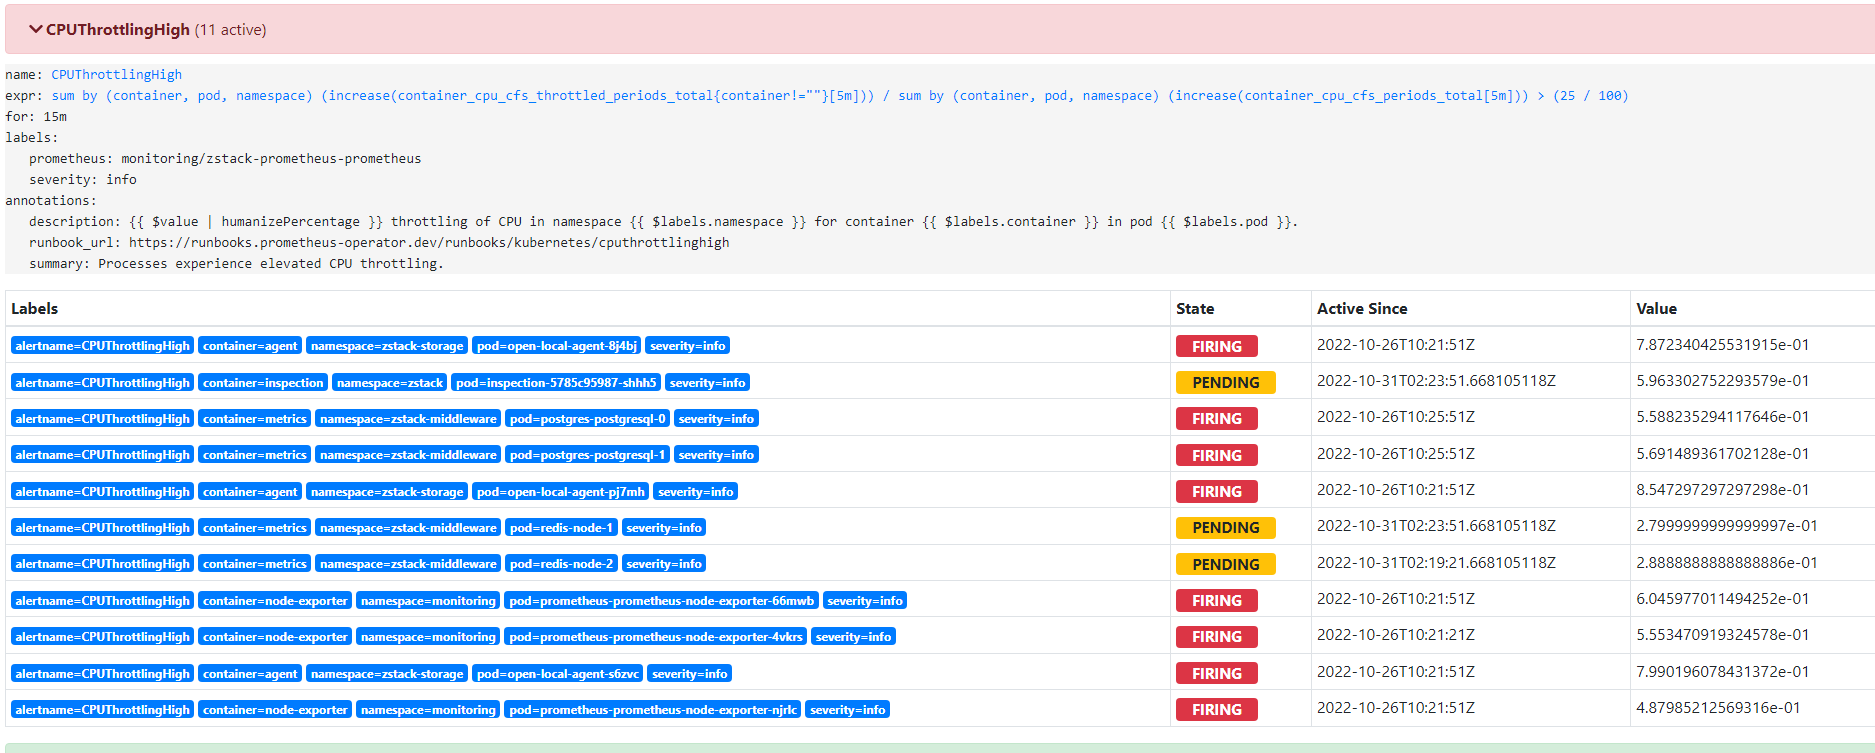 CPUThrottlingHigh (11 active)
name: CPUThrottlingHigh
expr: sum by (container, pod, namespace) (increase(container_cpu_cfs_throttled_periods_total{container!=""}[5m])) / sum by (container, pod, namespace) (increase(container_cpu_cfs_periods_total[5m])) > (25 / 100)
for: 15m
labels:
prometheus: monitoring/zstack-prometheus-prometheus
severity: info
annotations:
description: {{ $value | humanizePercentage }} throttling of CPU in namespace {{ $labels.namespace }} for container {{ $labels.container }} in pod {{ $labels.pod }}.
runbook_url: https://runbooks.prometheus-operator.dev/runbooks/kubernetes/cputhrottlinghigh
summary: Processes experience elevated CPU throttling.
Labels State Active Since Value
alertname=CPUThrottlingHigh container=agent namespace=zstack-storage pod=open-local-agent-8j4bj severity=info FIRING 2022-10-26T10:21:51Z 7.872340425531915e-01
alertname=CPUThrottlingHigh container=inspection namespace=zstack pod=inspection-5785c95987-shhh5 severity=info PENDING 2022-10-31T02:23:51.668105118Z 5.963302752293579e-01
alertname=CPUThrottlingHigh container=metrics namespace=zstack-middleware pod=postgres-postgresql-0 severity=info FIRING 2022-10-26T10:25:51Z 5.588235294117646e-01
alertname=CPUThrottlingHigh container=metrics namespace=zstack-middleware pod=postgres-postgresql-1 severity=info FIRING 2022-10-26T10:25:51Z 5.691489361702128e-01
alertname=CPUThrottlingHigh container=agent namespace=zstack-storage pod=open-local-agent-pj7mh severity=info FIRING 2022-10-26T10:21:51Z 8.547297297297298e-01
alertname=CPUThrottlingHigh container=metrics namespace=zstack-middleware pod=redis-node-1 severity=info PENDING 2022-10-31T02:23:51.668105118Z 2.7999999999999997e-01
alertname=CPUThrottlingHigh container=metrics namespace=zstack-middleware pod=redis-node-2 severity=info PENDING 2022-10-31T02:19:21.668105118Z 2.8888888888888886e-01
alertname=CPUThrottlingHigh container=node-exporter namespace=monitoring pod=prometheus-prometheus-node-exporter-66mwb severity=info FIRING 2022-10-26T10:21:51Z 6.045977011494252e-01
alertname=CPUThrottlingHigh container=node-exporter namespace=monitoring pod=prometheus-prometheus-node-exporter-4vkrs severity=info FIRING 2022-10-26T10:21:21Z 5.553470919324578e-01
alertname=CPUThrottlingHigh container=agent namespace=zstack-storage pod=open-local-agent-s6zvc severity=info FIRING 2022-10-26T10:21:51Z 7.990196078431372e-01
alertname=CPUThrottlingHigh container=node-exporter namespace=monitoring pod=prometheus-prometheus-node-exporter-njrlc severity=info FIRING 2022-10-26T10:21:51Z 4.87985212569316e-01